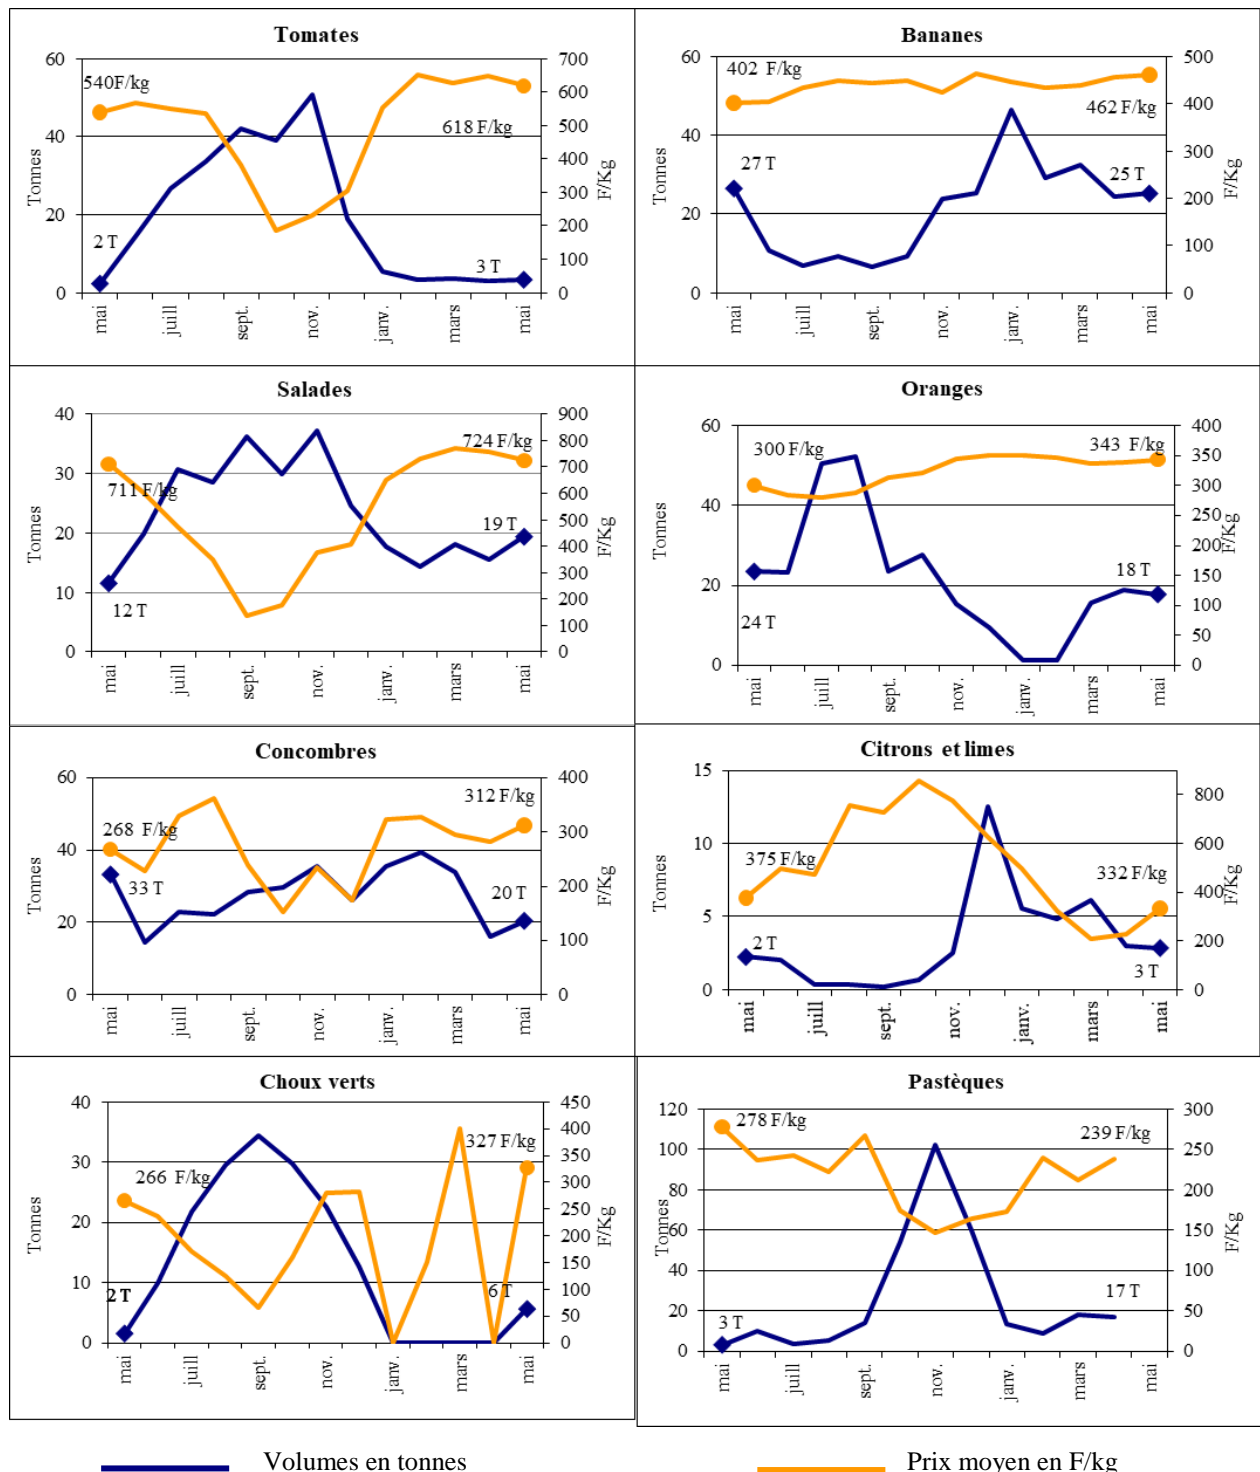 Tomates
60
40
20
0
700
600
500
400
300
200
100
0
Tonnes
F/Kg
540F/kg
618 F/kg
2 T
3 T
mai
juill
sept.
nov.
janv.
mars
mai
Bananes
60
40
20
0
500
400
300
200
100
0
Tonnes
F/Kg
402 F/kg
462 F/kg
27 T
25 T
mai
juill
sept.
nov.
janv.
mars
mai
Salades
40
30
20
10
0
900
800
700
600
500
400
300
200
100
0
Tonnes
F/Kg
711 F/kg
724 F/kg
12 T
19 T
mai
juill
sept.
nov.
janv.
mars
mai
Oranges
60
40
20
0
400
350
300
250
200
150
100
50
0
Tonnes
F/Kg
300 F/kg
343 F/kg
24 T
18 T
mai
juill
sept.
nov.
janv.
mars
mai
Concombres
60
40
20
0
400
300
200
100
0
Tonnes
F/Kg
268 F/kg
312 F/kg
33 T
20 T
mai
juill
sept.
nov.
janv.
mars
mai
Citrons et limes
15
10
5
0
800
600
400
200
0
Tonnes
F/Kg
375 F/kg
332 F/kg
2 T
3 T
mai
juill
sept.
nov.
janv.
mars
mai
Choux verts
40
30
20
10
0
450
400
350
300
250
200
150
100
50
0
Tonnes
F/Kg
266 F/kg
327 F/kg
2 T
6 T
mai
juill
sept.
nov.
janv.
mars
mai
Pastèques
120
100
80
60
40
20
0
300
250
200
150
100
50
0
Tonnes
F/Kg
278 F/kg
239 F/kg
3 T
17 T
mai
juill
sept.
nov.
janv.
mars
mai
Volumes en tonnes
Prix moyen en F/kg